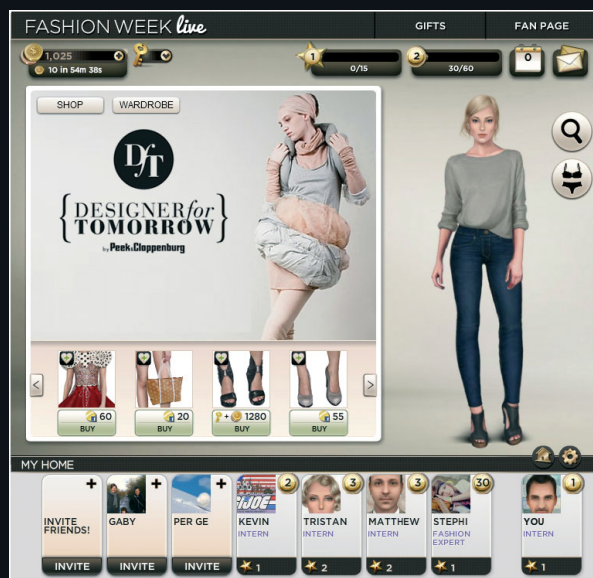 FASHION WEEK live
GIFTS
FAN PAGE
1,025
10 in 54m 38s
1
0/15
2
30/60
0
SHOP
WARDROBE
DfT
{DESIGNER for
TOMORROW}
by Peek&Cloppenburg
60
BUY
20
BUY
+ 1280
BUY
55
BUY
MY HOME
INVITE
FRIENDS!
INVITE
GABY
INVITE
PER GE
INVITE
G.I.JOE
2
KEVIN
INTERN
1
3
TRISTAN
INTERN
2
3
MATTHEW
INTERN
2
30
STEPHI
FASHION
EXPERT
1
1
YOU
INTERN
1